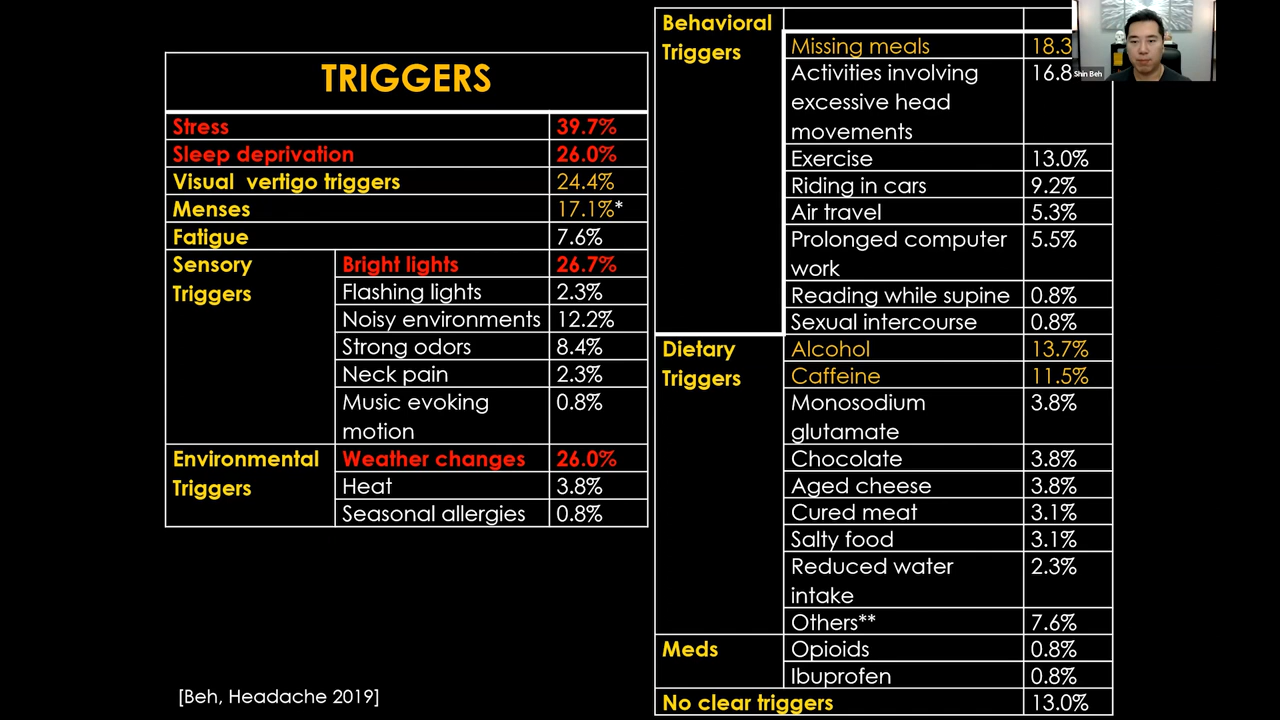 TRIGGERS
Stress 39.7%
Sleep deprivation 26.0%
Visual vertigo triggers 24.4%
Menses 17.1%*
Fatigue 7.6%
Sensory Bright lights 26.7%
Triggers Flashing lights 2.3%
Noisy environments 12.2%
Strong odors 8.4%
Neck pain 2.3%
Music evoking 0.8%
motion
Environmental Weather changes 26.0%
Triggers Heat 3.8%
Seasonal allergies 0.8%
[Beh, Headache 2019]
Behavioral
Triggers Missing meals 18.3
Activities involving 16.8
excessive head
movements
Exercise 13.0%
Riding in cars 9.2%
Air travel 5.3%
Prolonged computer 5.5%
work
Reading while supine 0.8%
Sexual intercourse 0.8%
Dietary Alcohol 13.7%
Triggers Caffeine 11.5%
Monosodium 3.8%
glutamate
Chocolate 3.8%
Aged cheese 3.8%
Cured meat 3.1%
Salty food 3.1%
Reduced water 2.3%
intake
Others** 7.6%
Meds Opioids 0.8%
Ibuprofen 0.8%
No clear triggers 13.0%
Shin Beh